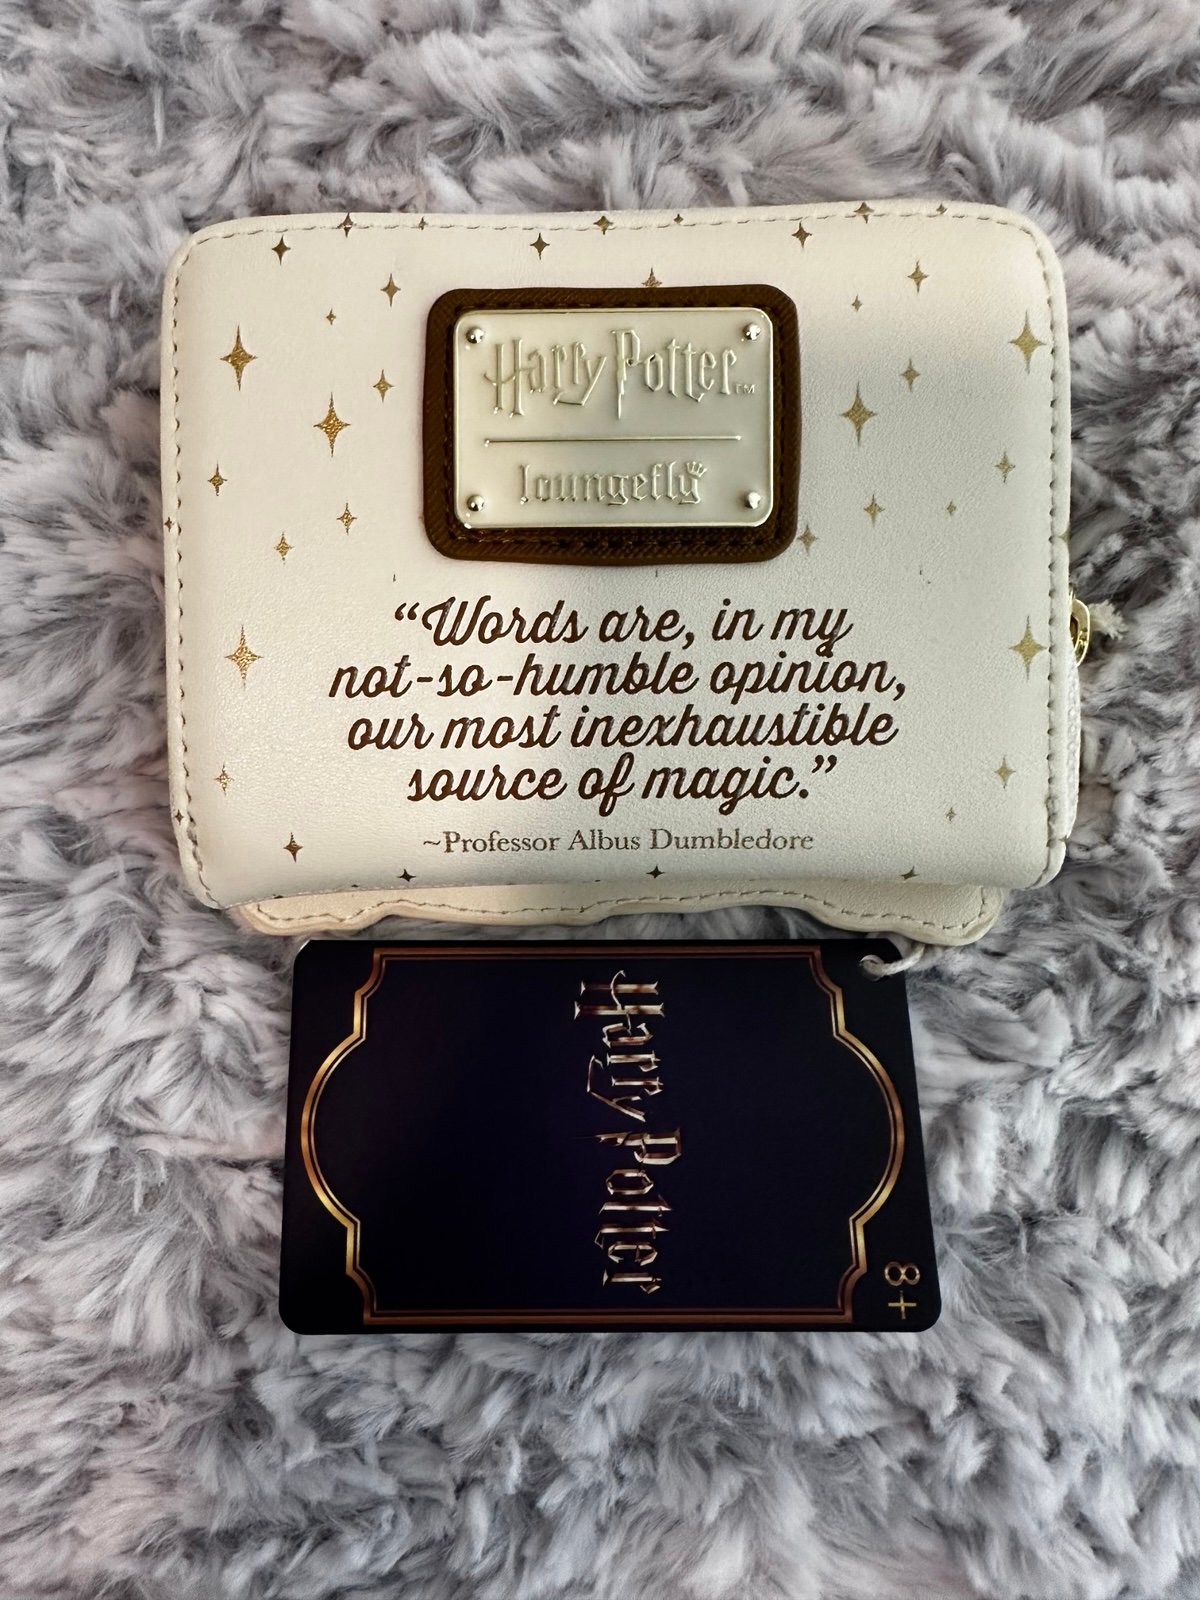 Harry Potter™
loungefly
“Words are, in my
not-so-humble opinion,
our most inexhaustible
source of magic.”
~Professor Albus Dumbledore
Harry Potter
8+